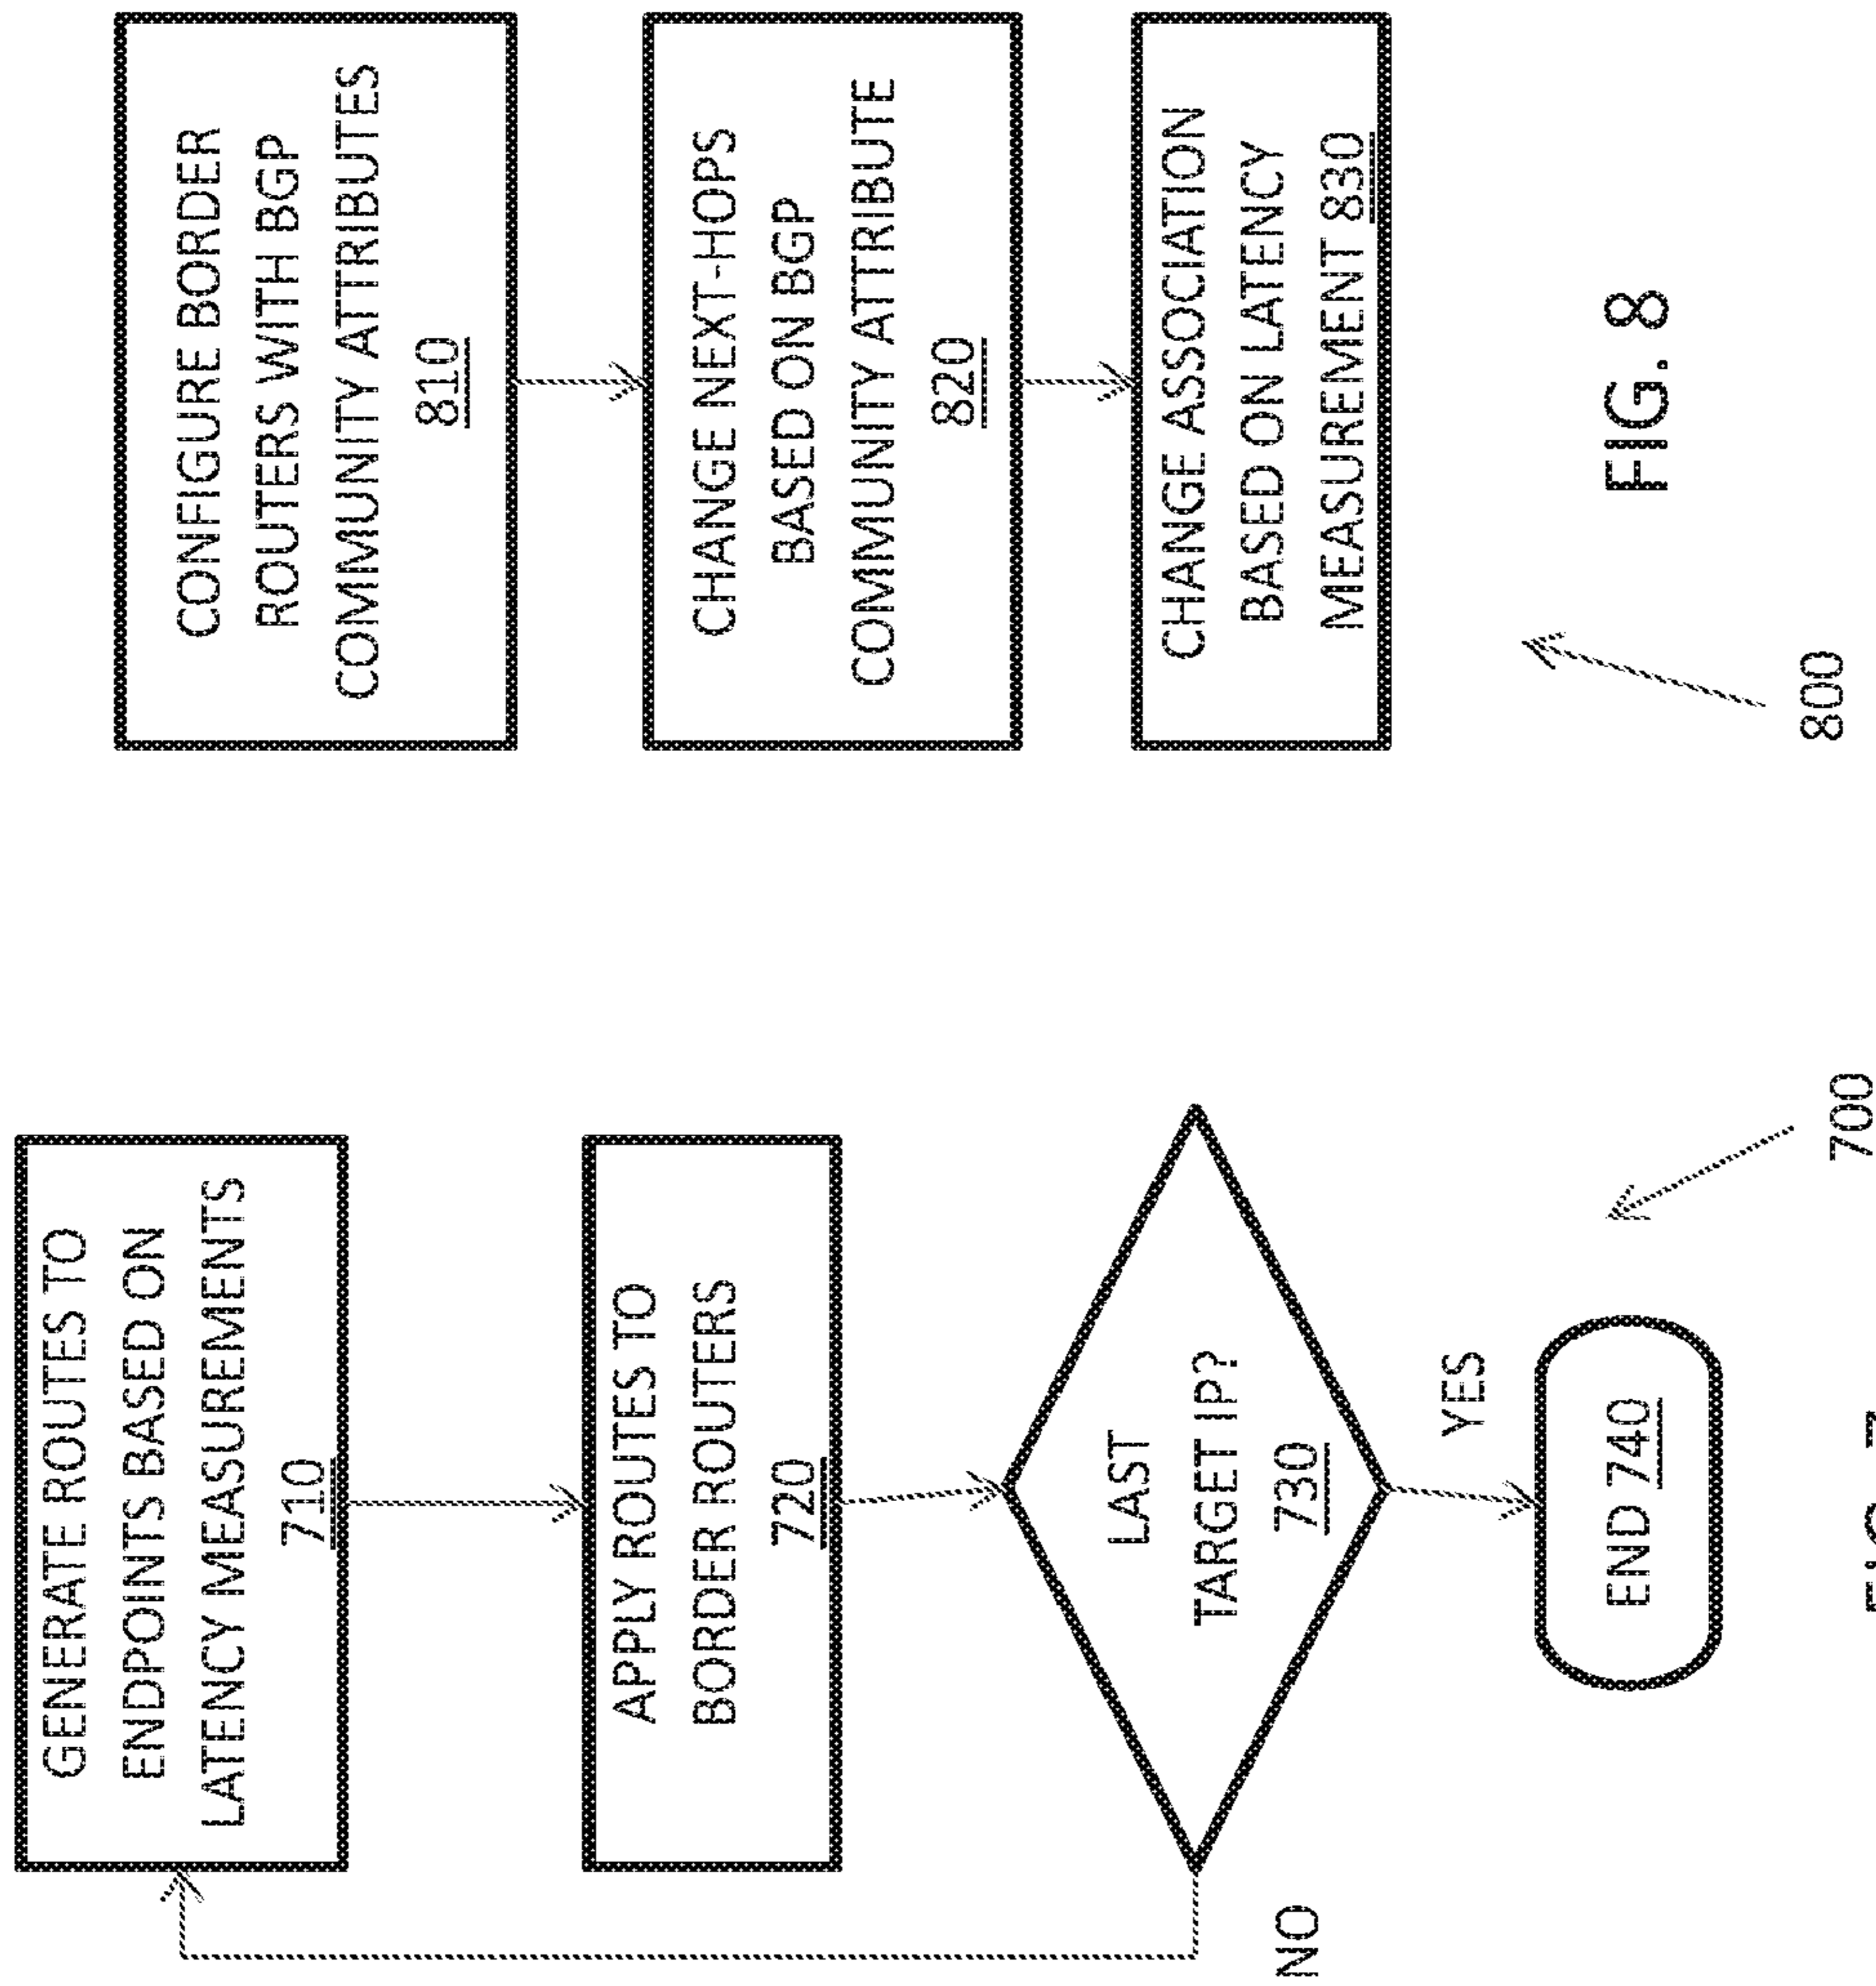 GENERATE ROUTES TO
ENDPOINTS BASED ON
LATENCY MEASUREMENTS
710
APPLY ROUTES TO
BORDER ROUTERS
720
LAST
TARGET IP?
730
NO
YES
END 740
700
CONFIGURE BORDER
ROUTERS WITH BGP
COMMUNITY ATTRIBUTES
810
CHANGE NEXT-HOPS
BASED ON BGP
COMMUNITY ATTRIBUTE
820
CHANGE ASSOCIATION
BASED ON LATENCY
MEASUREMENT 830
FIG. 8
800